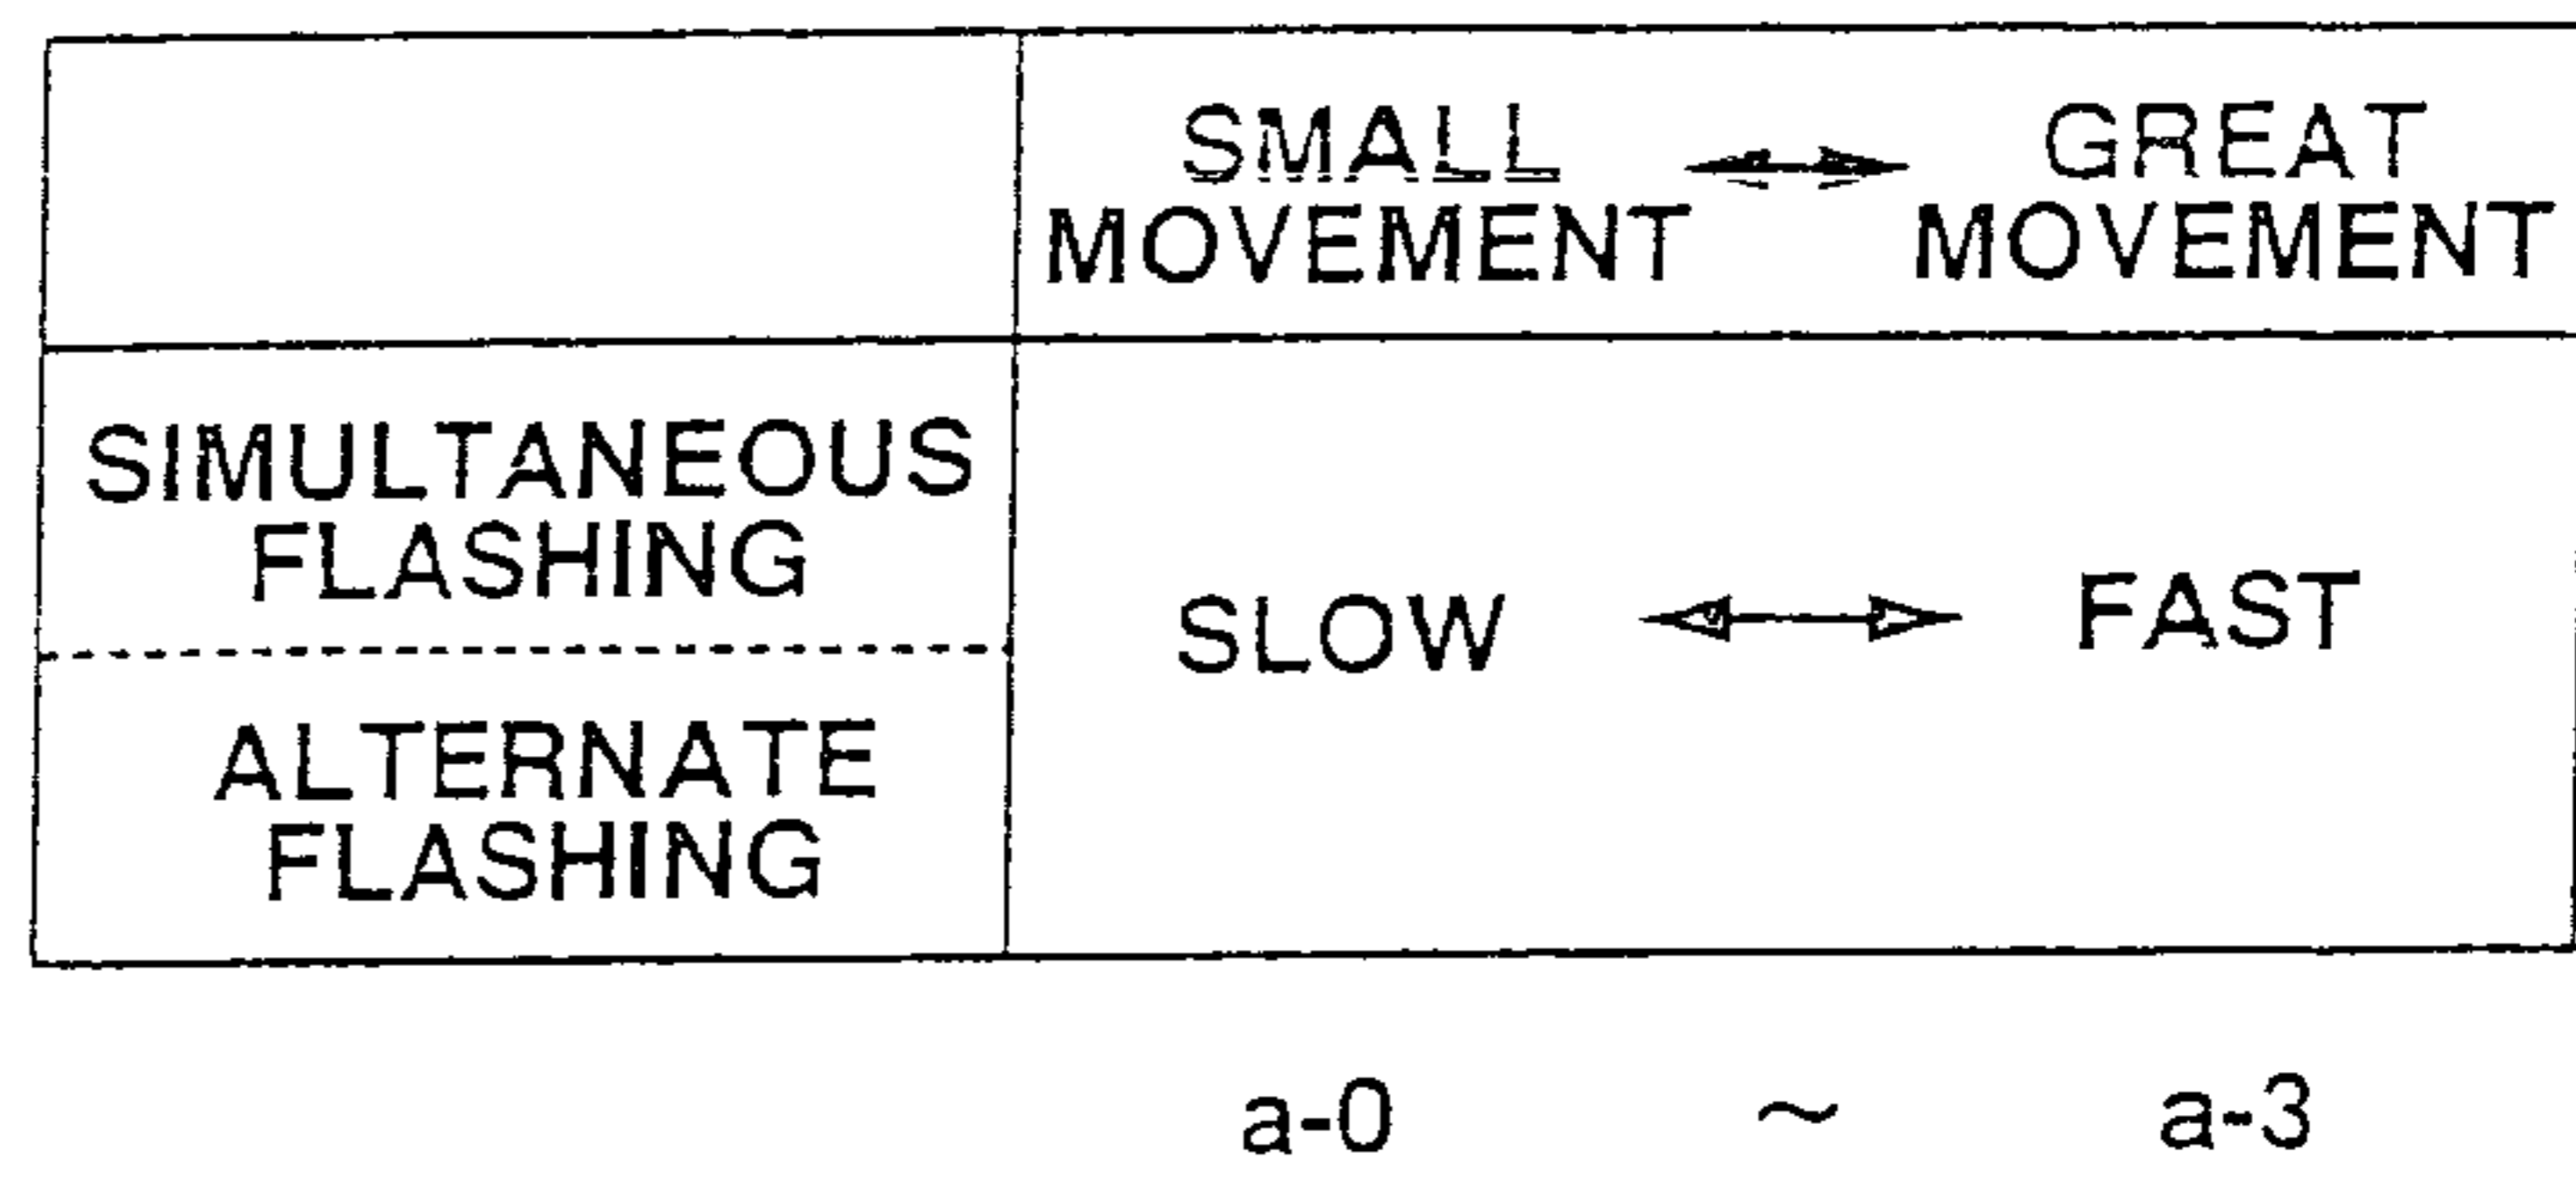 SMALL MOVEMENT ↔ GREAT MOVEMENT
SIMULTANEOUS
FLASHING
SLOW ↔ FAST
ALTERNATE
FLASHING
a-0 ~ a-3